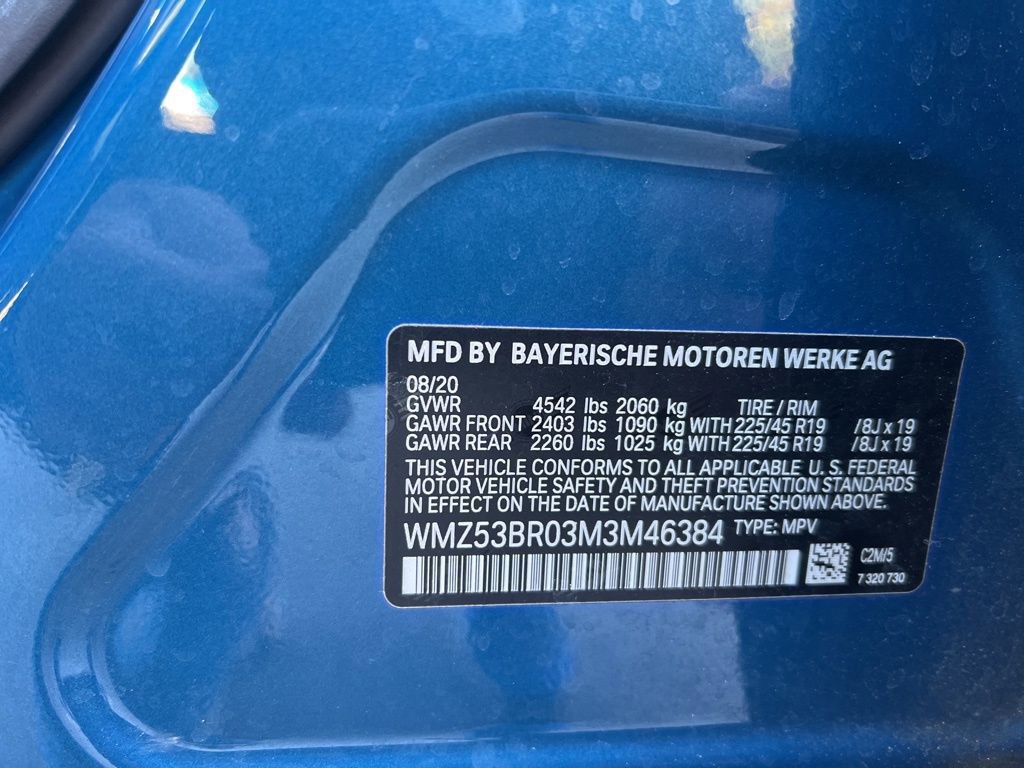 MFD BY BAYERISCHE MOTOREN WERKE AG
08/20
GVWR 4542 lbs 2060 kg TIRE / RIM
GAWR FRONT 2403 lbs 1090 kg WITH 225/45 R19 /8J x 19
GAWR REAR 2260 lbs 1025 kg WITH 225/45 R19 /8J x 19
THIS VEHICLE CONFORMS TO ALL APPLICABLE U. S. FEDERAL
MOTOR VEHICLE SAFETY AND THEFT PREVENTION STANDARDS
IN EFFECT ON THE DATE OF MANUFACTURE SHOWN ABOVE.
WMZ53BR03M3M46384 TYPE: MPV
C2M/5
7 320 730